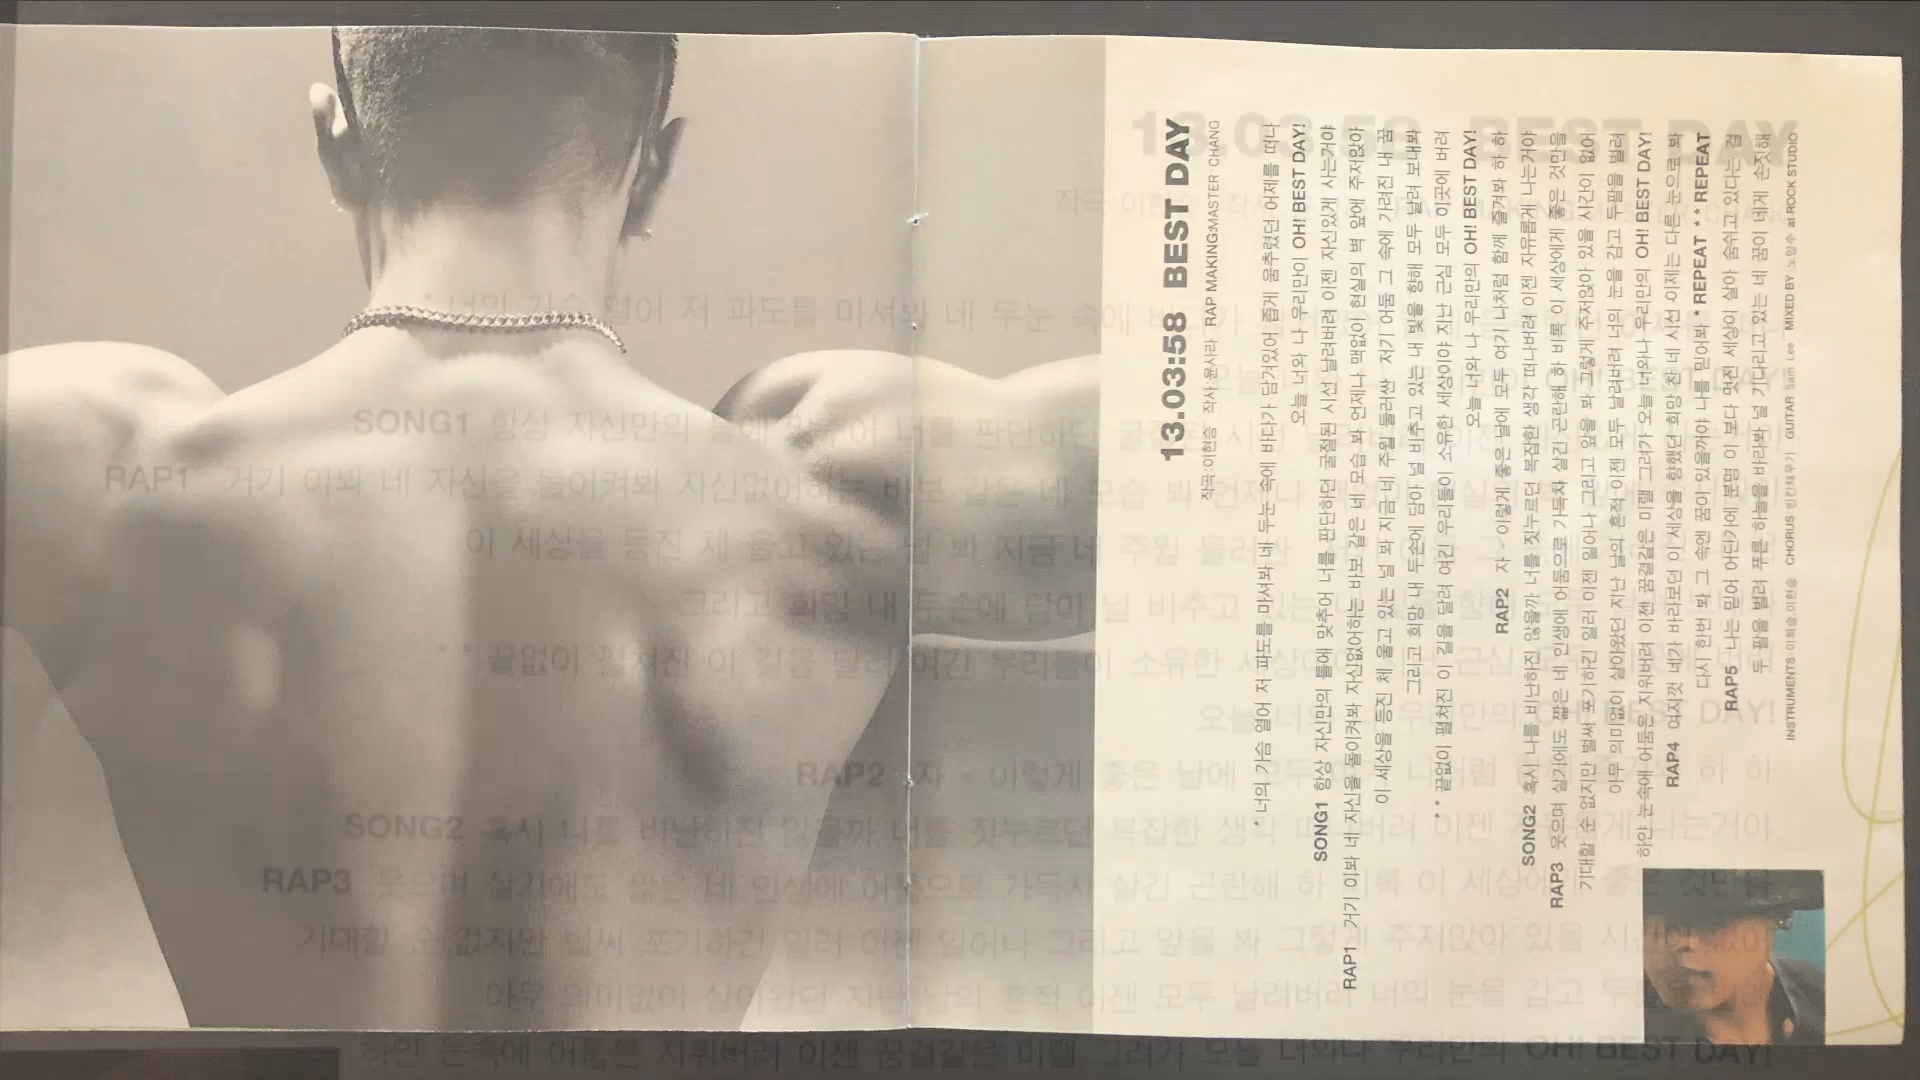 13.03:58 BEST DAY
작곡:이현승 작사:윤사라 RAP MAKING:MASTER CHANG
* 너의 가슴 열어 저 파도를 마셔봐 네 두눈 속에 바다가 담겨있어 좁게 움추렸던 어제를 떠나
오늘 너와 나 우리만이 OH! BEST DAY!
SONG1 항상 자신만의 틀에 맞추어 너를 판단하던 굴절된 시선 날려버려 이젠 자신있게 사는거야
RAP1 거기 이봐 네 자신을 돌이켜봐 자신없어하는 바보 같은 네 모습 봐 언제나 맥없이 현실의 벽 앞에 주저앉아
이 세상을 등진 체 울고 있는 널 봐 지금 네 주윌 둘러싼 저기 어둠 그 속에 가려진 내 꿈
그리고 희망 내 두손에 담아 널 비추고 있는 내 빛을 향해 모두 날려 보내봐
* * 끝없이 펼쳐진 이 길을 달려 여긴 우리들이 소유한 세상이야 지난 근심 모두 이곳에 버려
오늘 너와 나 우리만의 OH! BEST DAY!
RAP2 자 - 이렇게 좋은 날에 모두 여기 나처럼 함께 즐겨봐 하 하
SONG2 혹시 나를 비난하진 않을까 너를 짓누르던 복잡한 생각 떠나버려 이젠 자유롭게 나는거야
RAP3 웃으며 살기에도 짧은 네 인생에 어둠으로 가득차 살긴 곤란해 하 비록 이 세상에게 좋은 것만을
기대할 순 없지만 벌써 포기하긴 일러 이젠 일어나 그리고 앞을 봐 그렇게 주저앉아 있을 시간이 없어
아무 의미없이 살아왔던 지난 날의 흔적 이젠 모두 날려버려 너의 눈을 감고 두팔을 벌려
하얀 눈속에 어둠은 지워버려 이젠 꿈결같은 미랠 그려가 오늘 너와나 우리만의 OH! BEST DAY!
RAP4 여지껏 네가 바라보던 이 세상을 향했던 희망 찬 네 시선 이제는 다른 눈으로 봐
다시 한번 봐 그 속엔 꿈이 있을꺼야 나를 믿어봐 * REPEAT * * REPEAT
RAP5 나는 믿어 어딘가에 분명 이 보다 멋진 세상이 살아 숨쉬고 있다는 걸
두 팔을 벌려 푸른 하늘을 바라봐 널 기다리고 있는 네 꿈이 네게 손짓해
INSTRUMENTS 이희승,이현승 CHORUS 빈칸채우기 GUITAR Sam Lee MIXED BY 노양수 at ROCK STUDIO